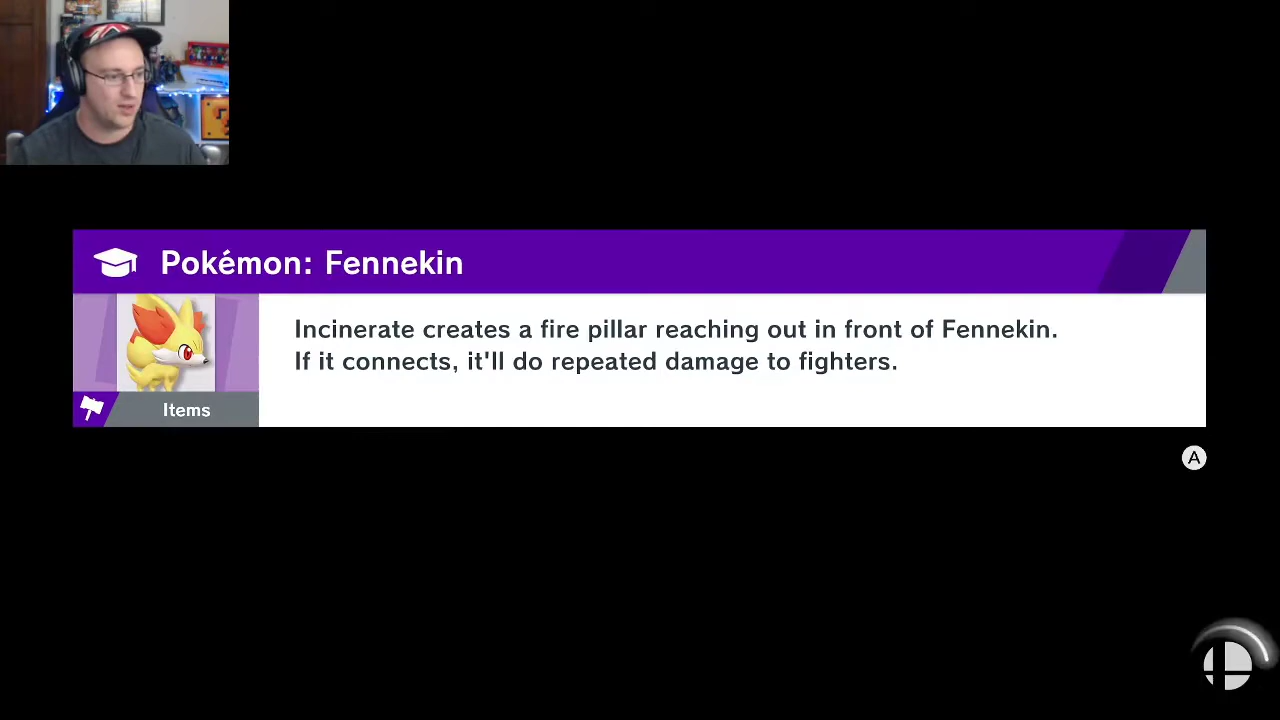 Pokémon: Fennekin
Incinerate creates a fire pillar reaching out in front of Fennekin.
If it connects, it'll do repeated damage to fighters.
Items
A